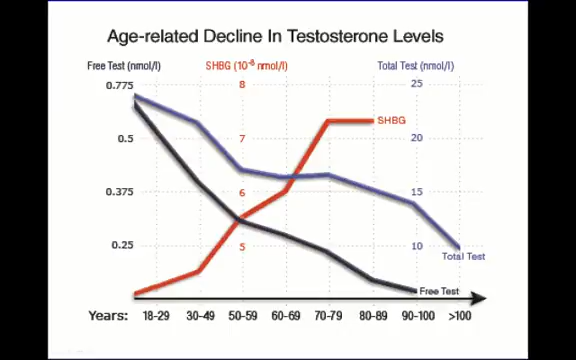 Age-related Decline In Testosterone Levels
Free Test (nmol/l) SHBG (10⁻⁸ nmol/l) Total Test (nmol/l)
0.775 8 25
SHBG
0.5 7 20
0.375 6 15
0.25 5 10
Total Test
Free Test
Years: 18-29 30-49 50-59 60-69 70-79 80-89 90-100 >100